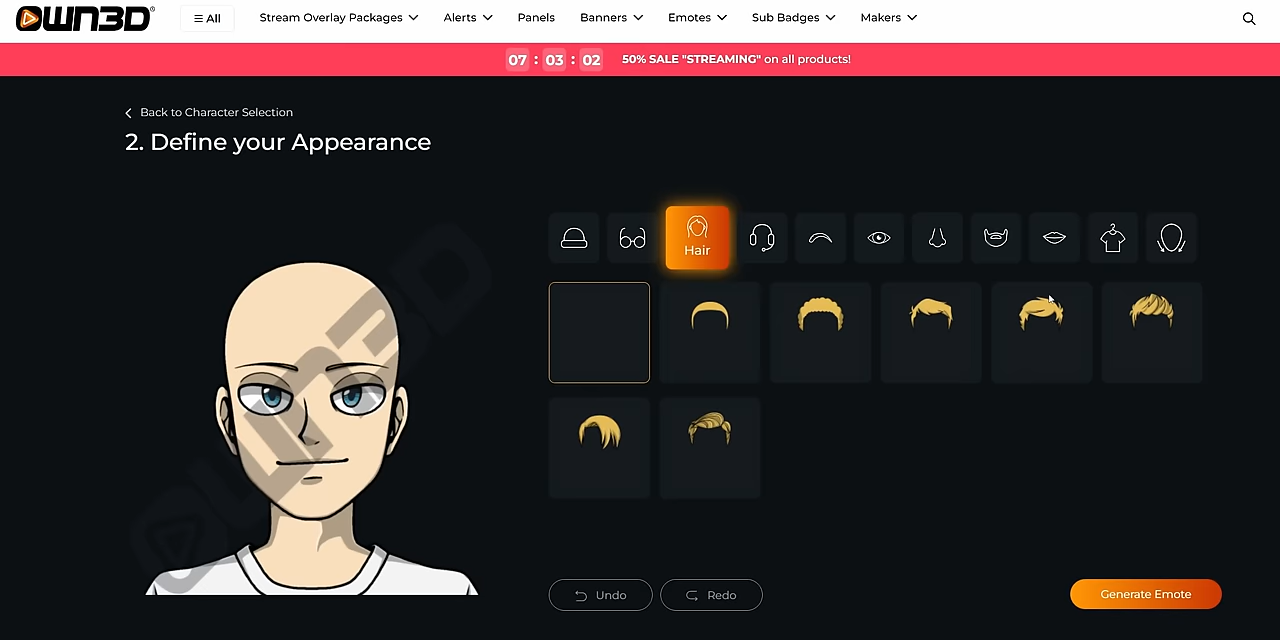 OWN3D
All
Stream Overlay Packages
Alerts
Panels
Banners
Emotes
Sub Badges
Makers
07 : 03 : 02
50% SALE "STREAMING" on all products!
Back to Character Selection
2. Define your Appearance
Hair
OWN3D
Undo
Redo
Generate Emote